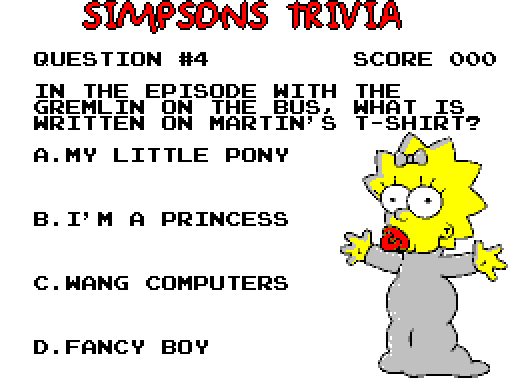 SIMPSONS TRIVIA
QUESTION #4 SCORE 000
IN THE EPISODE WITH THE
GREMLIN ON THE BUS, WHAT IS
WRITTEN ON MARTIN'S T-SHIRT?
A.MY LITTLE PONY
B.I'M A PRINCESS
C.WANG COMPUTERS
D.FANCY BOY